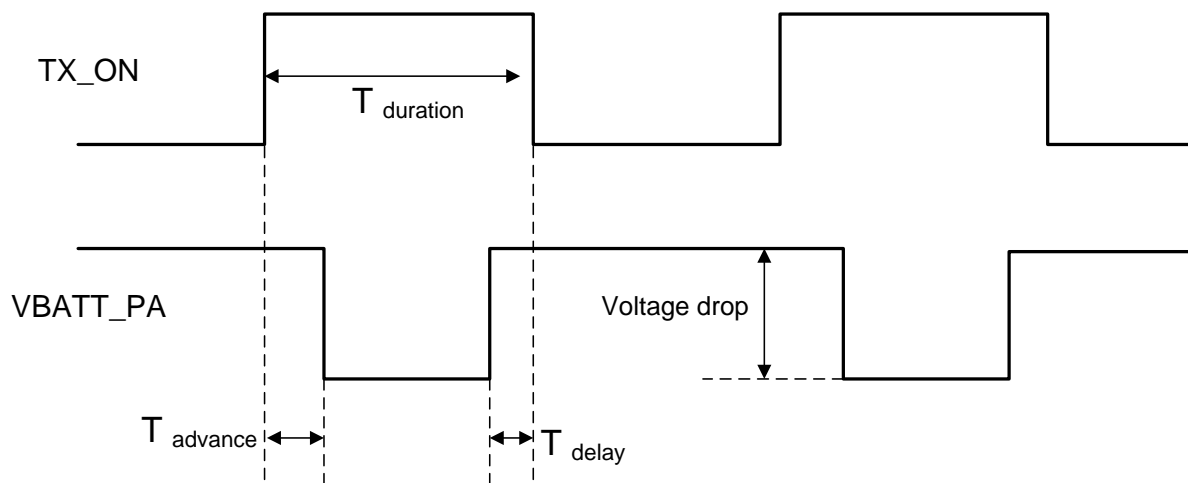 TX_ON
T duration
VBATT_PA
Voltage drop
T advance
T delay